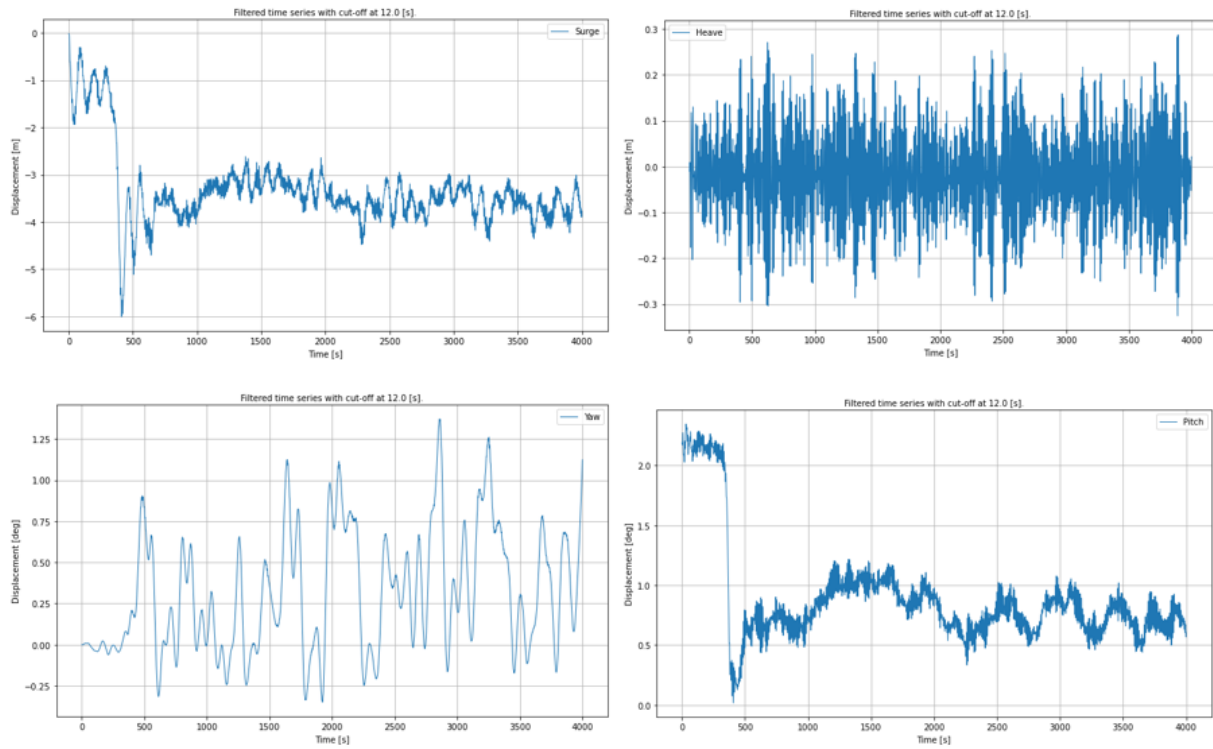 Filtered time series with cut-off at 12.0 [s].
Surge
0
−1
−2
−3
−4
−5
−6
Displacement [m]
0 500 1000 1500 2000 2500 3000 3500 4000
Time [s]
Filtered time series with cut-off at 12.0 [s].
Heave
0.3
0.2
0.1
0.0
−0.1
−0.2
−0.3
Displacement [m]
0 500 1000 1500 2000 2500 3000 3500 4000
Time [s]
Filtered time series with cut-off at 12.0 [s].
Yaw
1.25
1.00
0.75
0.50
0.25
0.00
−0.25
Displacement [deg]
0 500 1000 1500 2000 2500 3000 3500 4000
Time [s]
Filtered time series with cut-off at 12.0 [s].
Pitch
2.0
1.5
1.0
0.5
0.0
Displacement [deg]
0 500 1000 1500 2000 2500 3000 3500 4000
Time [s]